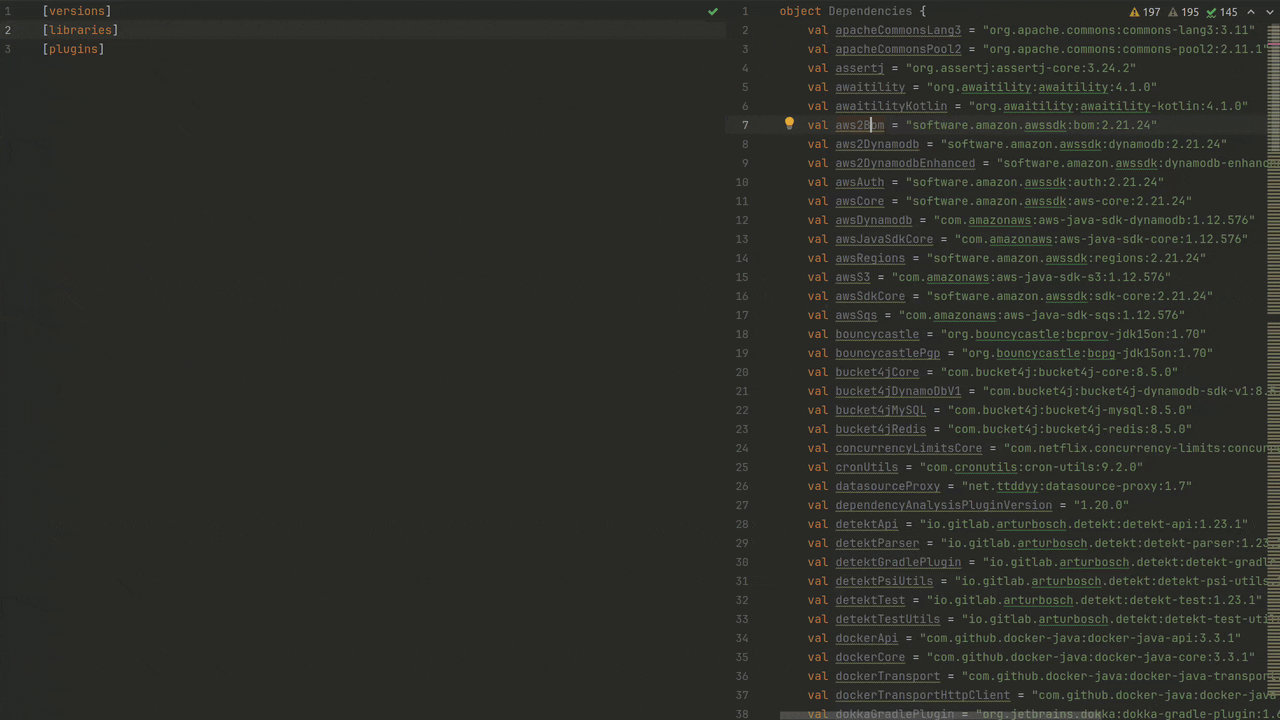 1 [versions]
2 [libraries]
3 [plugins]
197 195 145
1 object Dependencies {
2 val apacheCommonsLang3 = "org.apache.commons:commons-lang3:3.11"
3 val apacheCommonsPool2 = "org.apache.commons:commons-pool2:2.11.1"
4 val assertj = "org.assertj:assertj-core:3.24.2"
5 val awaitility = "org.awaitility:awaitility:4.1.0"
6 val awaitilityKotlin = "org.awaitility:awaitility-kotlin:4.1.0"
7 val aws2Bom = "software.amazon.awssdk:bom:2.21.24"
8 val aws2Dynamodb = "software.amazon.awssdk:dynamodb:2.21.24"
9 val aws2DynamodbEnhanced = "software.amazon.awssdk:dynamodb-enhanc
10 val awsAuth = "software.amazon.awssdk:auth:2.21.24"
11 val awsCore = "software.amazon.awssdk:aws-core:2.21.24"
12 val awsDynamodb = "com.amazonaws:aws-java-sdk-dynamodb:1.12.576"
13 val awsJavaSdkCore = "com.amazonaws:aws-java-sdk-core:1.12.576"
14 val awsRegions = "software.amazon.awssdk:regions:2.21.24"
15 val awsS3 = "com.amazonaws:aws-java-sdk-s3:1.12.576"
16 val awsSdkCore = "software.amazon.awssdk:sdk-core:2.21.24"
17 val awsSqs = "com.amazonaws:aws-java-sdk-sqs:1.12.576"
18 val bouncycastle = "org.bouncycastle:bcprov-jdk15on:1.70"
19 val bouncycastlePgp = "org.bouncycastle:bcpg-jdk15on:1.70"
20 val bucket4jCore = "com.bucket4j:bucket4j-core:8.5.0"
21 val bucket4jDynamoDbV1 = "com.bucket4j:bucket4j-dynamodb-sdk-v1:8.5
22 val bucket4jMySQL = "com.bucket4j:bucket4j-mysql:8.5.0"
23 val bucket4jRedis = "com.bucket4j:bucket4j-redis:8.5.0"
24 val concurrencyLimitsCore = "com.netflix.concurrency-limits:concurr
25 val cronUtils = "com.cronutils:cron-utils:9.2.0"
26 val datasourceProxy = "net.ttddyy:datasource-proxy:1.7"
27 val dependencyAnalysisPluginVersion = "1.20.0"
28 val detektApi = "io.gitlab.arturbosch.detekt:detekt-api:1.23.1"
29 val detektParser = "io.gitlab.arturbosch.detekt:detekt-parser:1.23.
30 val detektGradlePlugin = "io.gitlab.arturbosch.detekt:detekt-gradle
31 val detektPsiUtils = "io.gitlab.arturbosch.detekt:detekt-psi-utils
32 val detektTest = "io.gitlab.arturbosch.detekt:detekt-test:1.23.1"
33 val detektTestUtils = "io.gitlab.arturbosch.detekt:detekt-test-util
34 val dockerApi = "com.github.docker-java:docker-java-api:3.3.1"
35 val dockerCore = "com.github.docker-java:docker-java-core:3.3.1"
36 val dockerTransport = "com.github.docker-java:docker-java-transport
37 val dockerTransportHttpClient = "com.github.docker-java:docker-java
38 val dokkaGradlePlugin = "org.jetbrains.dokka:dokka-gradle-plugin:1.